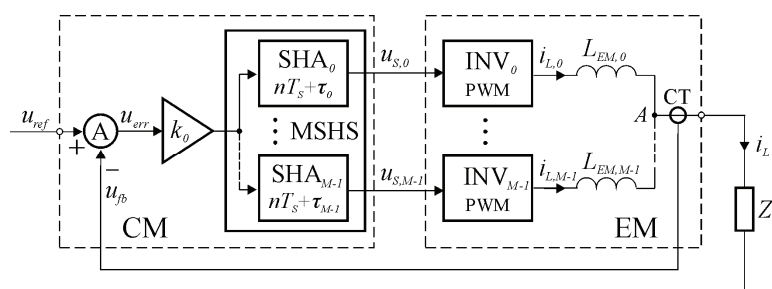 u_ref
+
A
−
u_fb
u_err
k_0
SHA_0
nT_S+τ_0
MSHS
SHA_M-1
nT_S+τ_M-1
CM
u_S,0
u_S,M-1
INV_0
PWM
INV_M-1
PWM
i_L,0
L_EM,0
i_L,M-1
L_EM,M-1
A
CT
EM
i_L
Z